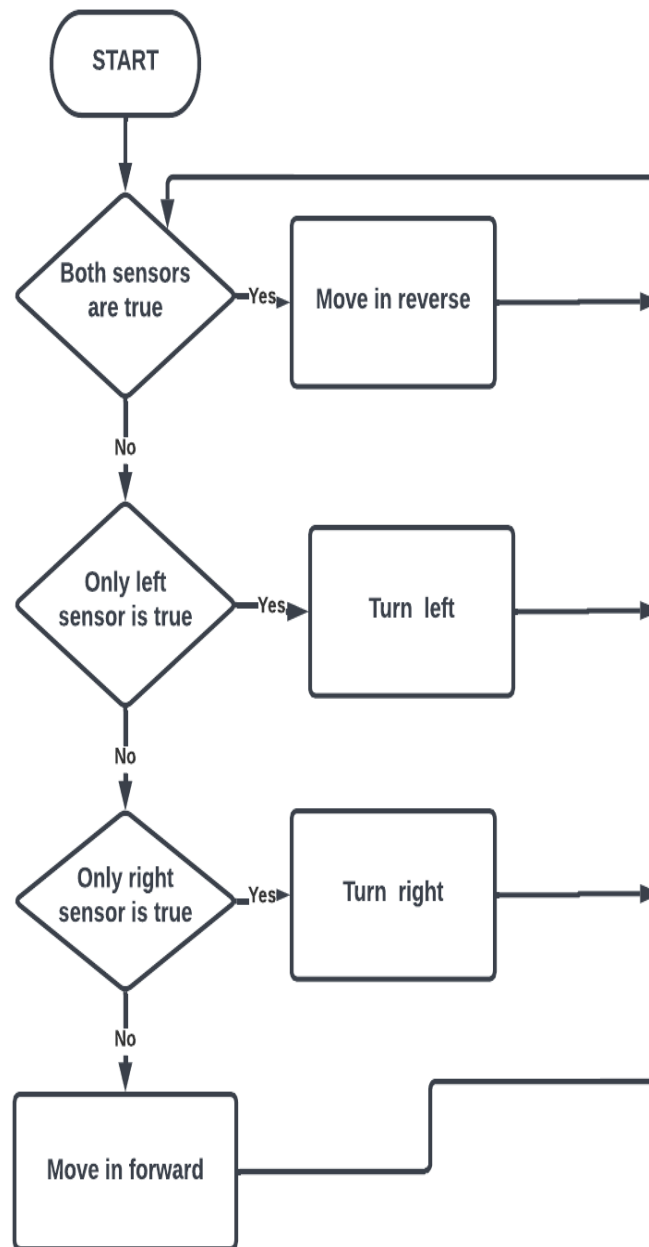 START
Both sensors
are true
Yes
Move in reverse
No
Only left
sensor is true
Yes
Turn left
No
Only right
sensor is true
Yes
Turn right
No
Move in forward